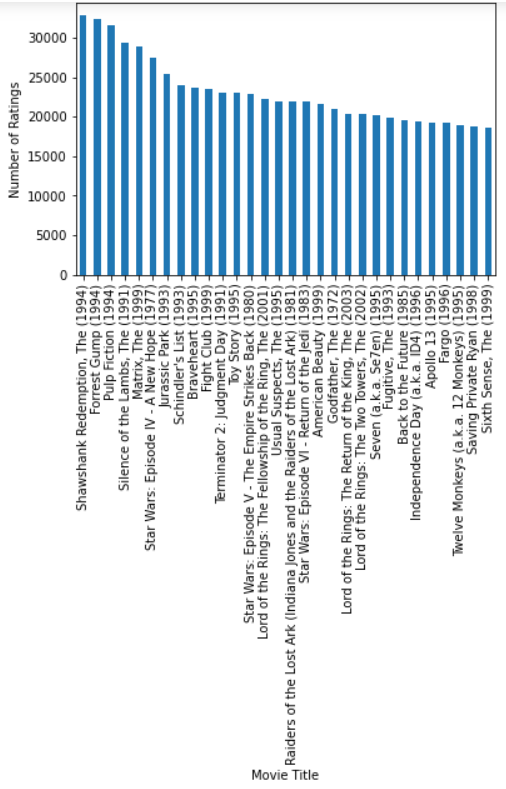 Number of Ratings
30000
25000
20000
15000
10000
5000
0
Shawshank Redemption, The (1994)
Forrest Gump (1994)
Pulp Fiction (1994)
Silence of the Lambs, The (1991)
Matrix, The (1999)
Star Wars: Episode IV - A New Hope (1977)
Jurassic Park (1993)
Schindler's List (1993)
Braveheart (1995)
Fight Club (1999)
Terminator 2: Judgment Day (1991)
Toy Story (1995)
Star Wars: Episode V - The Empire Strikes Back (1980)
Lord of the Rings: The Fellowship of the Ring, The (2001)
Usual Suspects, The (1995)
Raiders of the Lost Ark (Indiana Jones and the Raiders of the Lost Ark) (1981)
Star Wars: Episode VI - Return of the Jedi (1983)
American Beauty (1999)
Godfather, The (1972)
Lord of the Rings: The Return of the King, The (2003)
Lord of the Rings: The Two Towers, The (2002)
Seven (a.k.a. Se7en) (1995)
Fugitive, The (1993)
Back to the Future (1985)
Independence Day (a.k.a. ID4) (1996)
Apollo 13 (1995)
Fargo (1996)
Twelve Monkeys (a.k.a. 12 Monkeys) (1995)
Saving Private Ryan (1998)
Sixth Sense, The (1999)
Movie Title